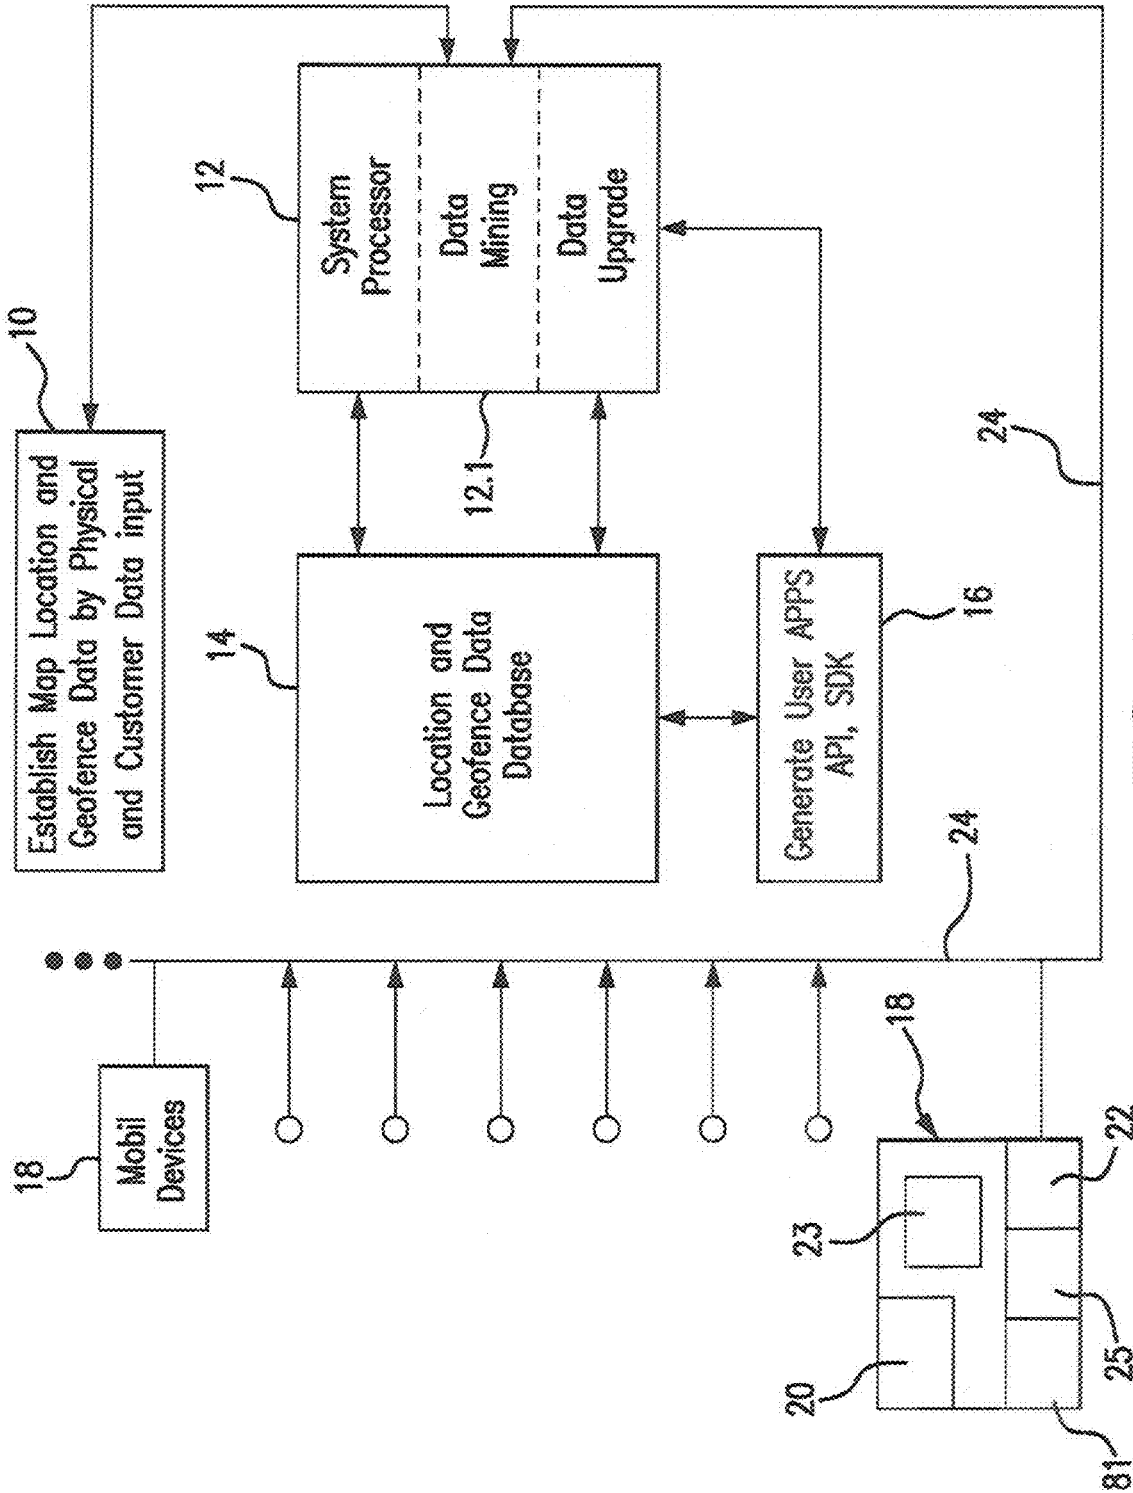 10
Establish Map Location and
Geofence Data by Physical
and Customer Data input
12
System
Processor
Data
Mining
Data
Upgrade
12.1
14
Location and
Geofence Data
Database
Generate User APPS
API, SDK
16
24
24
18
Mobil
Devices
18
20
23
22
25
81